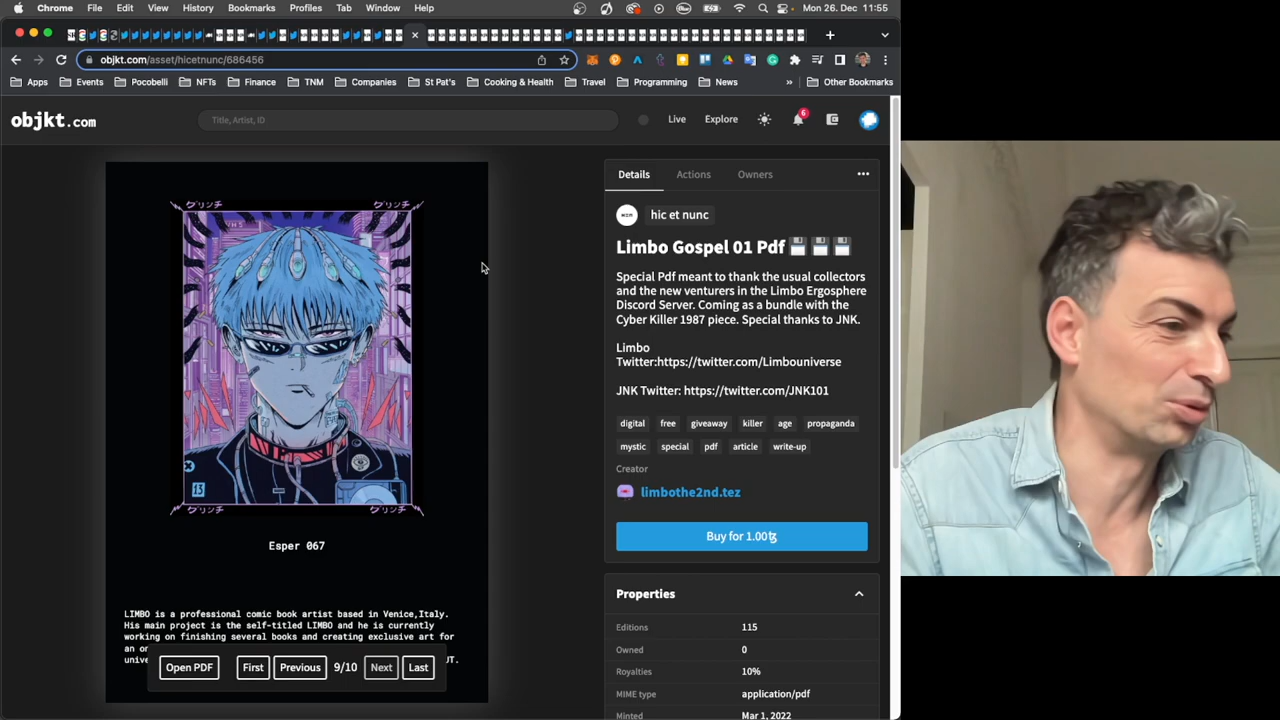 Chrome File Edit View History Bookmarks Profiles Tab Window Help Mon 26. Dec 11:55
objkt.com/asset/hicetnunc/686456
Apps Events Pocobelli NFTs Finance TNM Companies St Pat's Cooking & Health Travel Programming News » Other Bookmarks
objkt.com Title, Artist, ID Live Explore 6
Details Actions Owners
グリンチ グリンチ
hic et nunc
Limbo Gospel 01 Pdf
Special Pdf meant to thank the usual collectors
and the new venturers in the Limbo Ergosphere
Discord Server. Coming as a bundle with the
Cyber Killer 1987 piece. Special thanks to JNK.
Limbo
Twitter:https://twitter.com/Limbouniverse
JNK Twitter: https://twitter.com/JNK101
digital free giveaway killer age propaganda
mystic special pdf article write-up
Creator
limbothe2nd.tez
Buy for 1.00ꜩ
13
グリンチ グリンチ
Esper 067
LIMBO is a professional comic book artist based in Venice,Italy.
His main project is the self-titled LIMBO and he is currently
working on finishing several books and creating exclusive art for
Open PDF First Previous 9/10 Next Last
Properties
Editions 115
Owned 0
Royalties 10%
MIME type application/pdf
Minted Mar 1, 2022